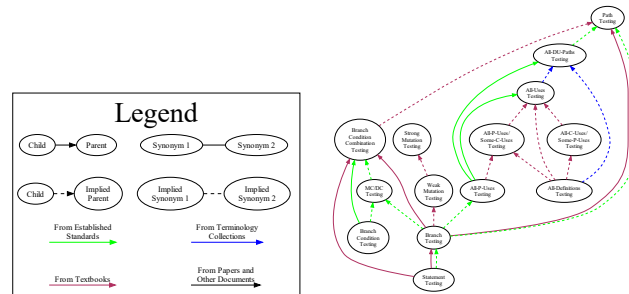 Legend
Child
Parent
Synonym 1
Synonym 2
Child
Implied
Parent
Implied
Synonym 1
Implied
Synonym 2
From Established
Standards
From Terminology
Collections
From Textbooks
From Papers and
Other Documents
Path
Testing
All-DU-Paths
Testing
All-Uses
Testing
Branch
Condition
Combination
Testing
Strong
Mutation
Testing
All-P-Uses/
Some-C-Uses
Testing
All-C-Uses/
Some-P-Uses
Testing
MC/DC
Testing
Weak
Mutation
Testing
All-P-Uses
Testing
All-Definitions
Testing
Branch
Condition
Testing
Branch
Testing
Statement
Testing